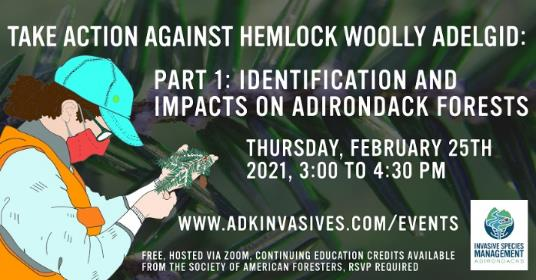 TAKE ACTION AGAINST HEMLOCK WOOLLY ADELGID:
PART 1: IDENTIFICATION AND
IMPACTS ON ADIRONDACK FORESTS
THURSDAY, FEBRUARY 25TH
2021, 3:00 TO 4:30 PM
WWW.ADKINVASIVES.COM/EVENTS
FREE, HOSTED VIA ZOOM, CONTINUING EDUCATION CREDITS AVAILABLE
FROM THE SOCIETY OF AMERICAN FORESTERS, RSVP REQUIRED
INVASIVE SPECIES
MANAGEMENT
ADIRONDACKS